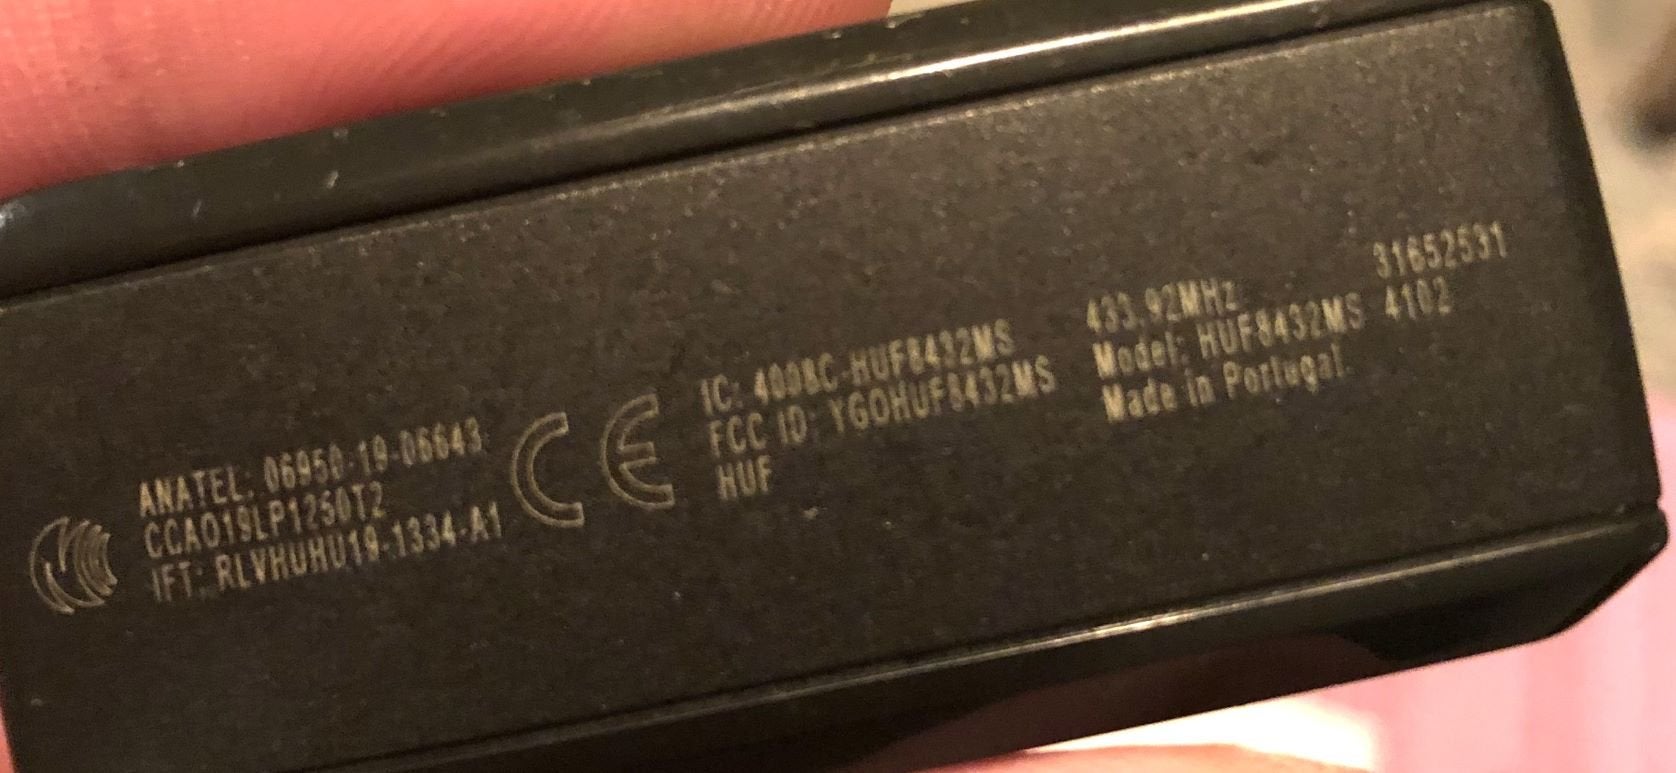 ANATEL: 06950-19-06643
CCAO19LP1250T2
IFT: RLVHUHU19-1334-A1
CE
IC: 4008C-HUF8432MS
FCC ID: YGOHUF8432MS
HUF
433,92MHz
31652531
Model: HUF8432MS 4102
Made in Portugal